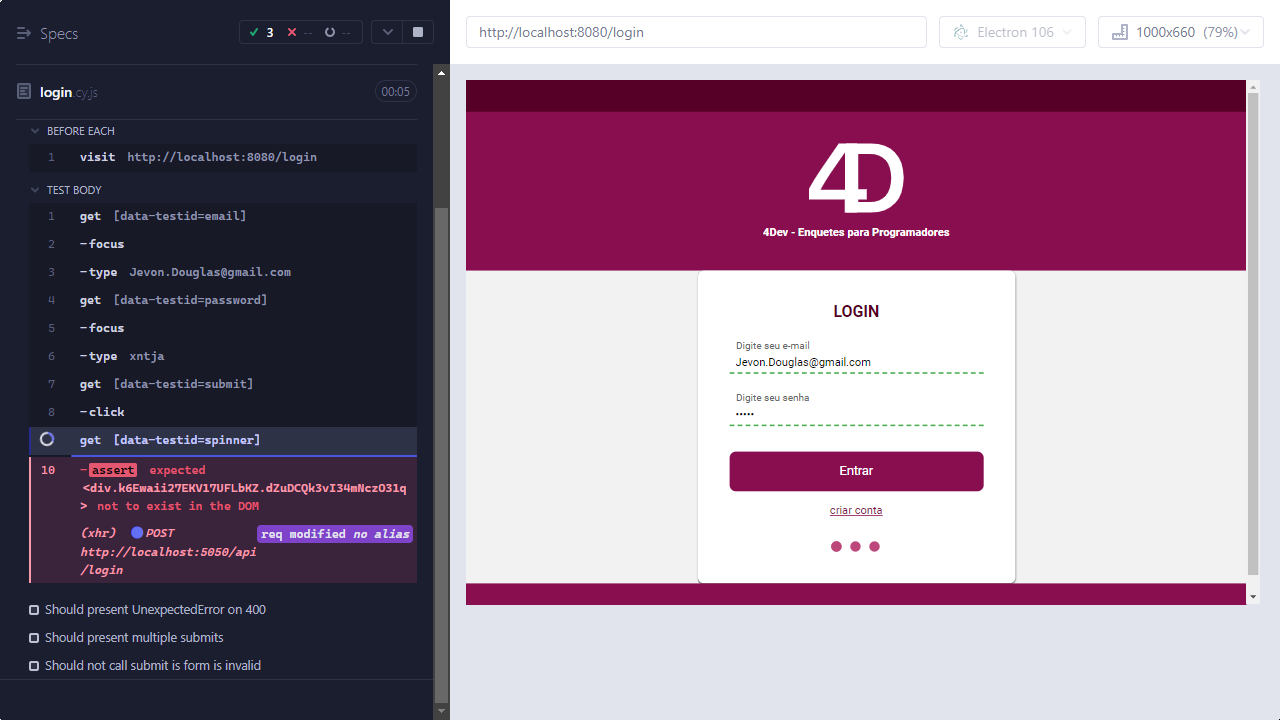 Specs
3
--
--
login.cy.js
00:05
BEFORE EACH
1 visit http://localhost:8080/login
TEST BODY
1 get [data-testid=email]
2 -focus
3 -type Jevon.Douglas@gmail.com
4 get [data-testid=password]
5 -focus
6 -type xntja
7 get [data-testid=submit]
8 -click
get [data-testid=spinner]
10 -assert expected
<div.k6Ewaii27EKV17UFLbKZ.dZuDCQk3vI34mNczO31q
> not to exist in the DOM
(xhr) POST req modified no alias
http://localhost:5050/api
/login
Should present UnexpectedError on 400
Should present multiple submits
Should not call submit is form is invalid
http://localhost:8080/login
Electron 106
1000x660 (79%)
4D
4Dev - Enquetes para Programadores
LOGIN
Digite seu e-mail
Jevon.Douglas@gmail.com
Digite seu senha
•••••
Entrar
criar conta